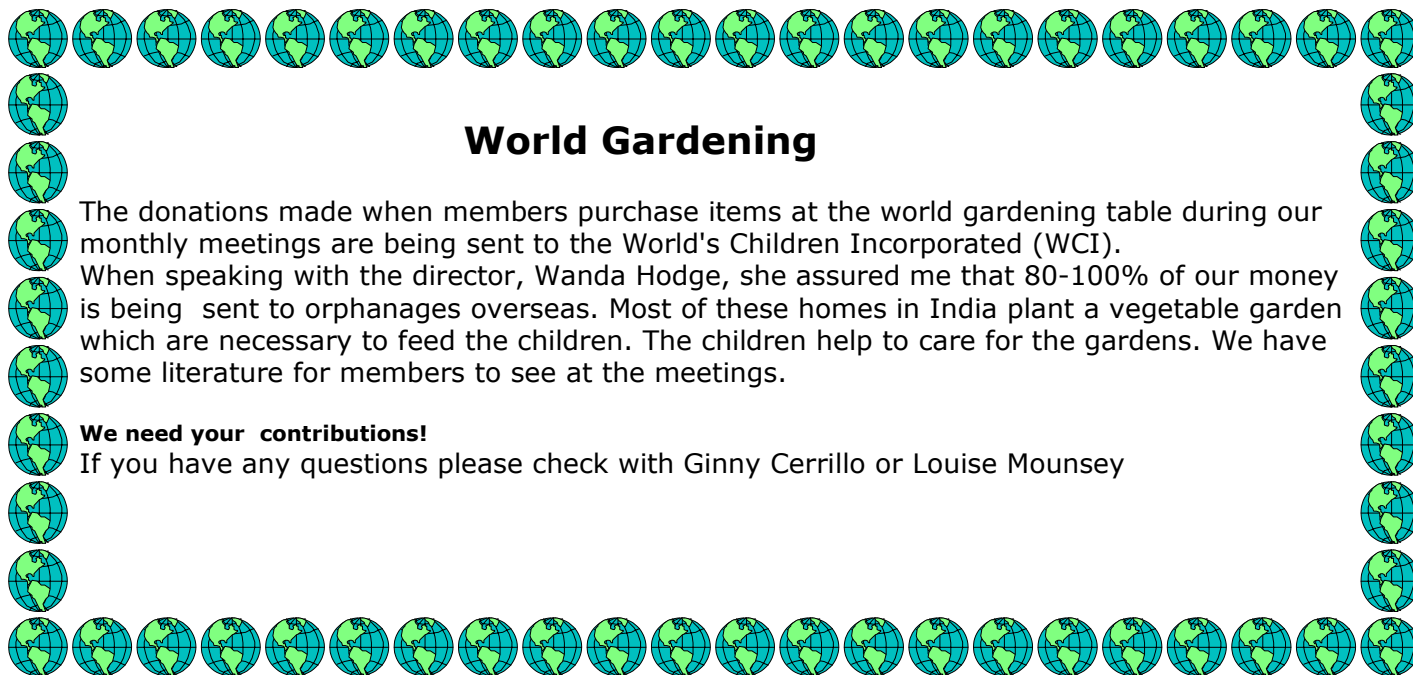 World Gardening
The donations made when members purchase items at the world gardening table during our
monthly meetings are being sent to the World's Children Incorporated (WCI).
When speaking with the director, Wanda Hodge, she assured me that 80-100% of our money
is being  sent to orphanages overseas. Most of these homes in India plant a vegetable garden
which are necessary to feed the children. The children help to care for the gardens. We have
some literature for members to see at the meetings.
We need your  contributions!
If you have any questions please check with Ginny Cerrillo or Louise Mounsey